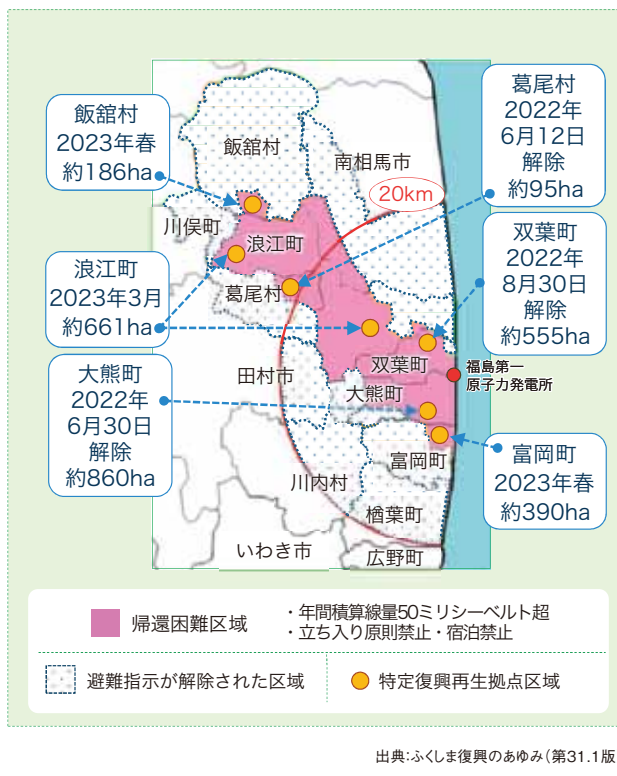 飯舘村
2023年春
約186ha
葛尾村
2022年
6月12日
解除
約95ha
飯舘村
南相馬市
20km
川俣町
浪江町
双葉町
2022年
8月30日
解除
約555ha
浪江町
2023年3月
約661ha
葛尾村
田村市
双葉町
福島第一
原子力発電所
大熊町
大熊町
2022年
6月30日
解除
約860ha
富岡町
富岡町
2023年春
約390ha
川内村
楢葉町
いわき市
広野町
帰還困難区域
・年間積算線量50ミリシーベルト超
・立ち入り原則禁止・宿泊禁止
避難指示が解除された区域
特定復興再生拠点区域
出典:ふくしま復興のあゆみ(第31.1版